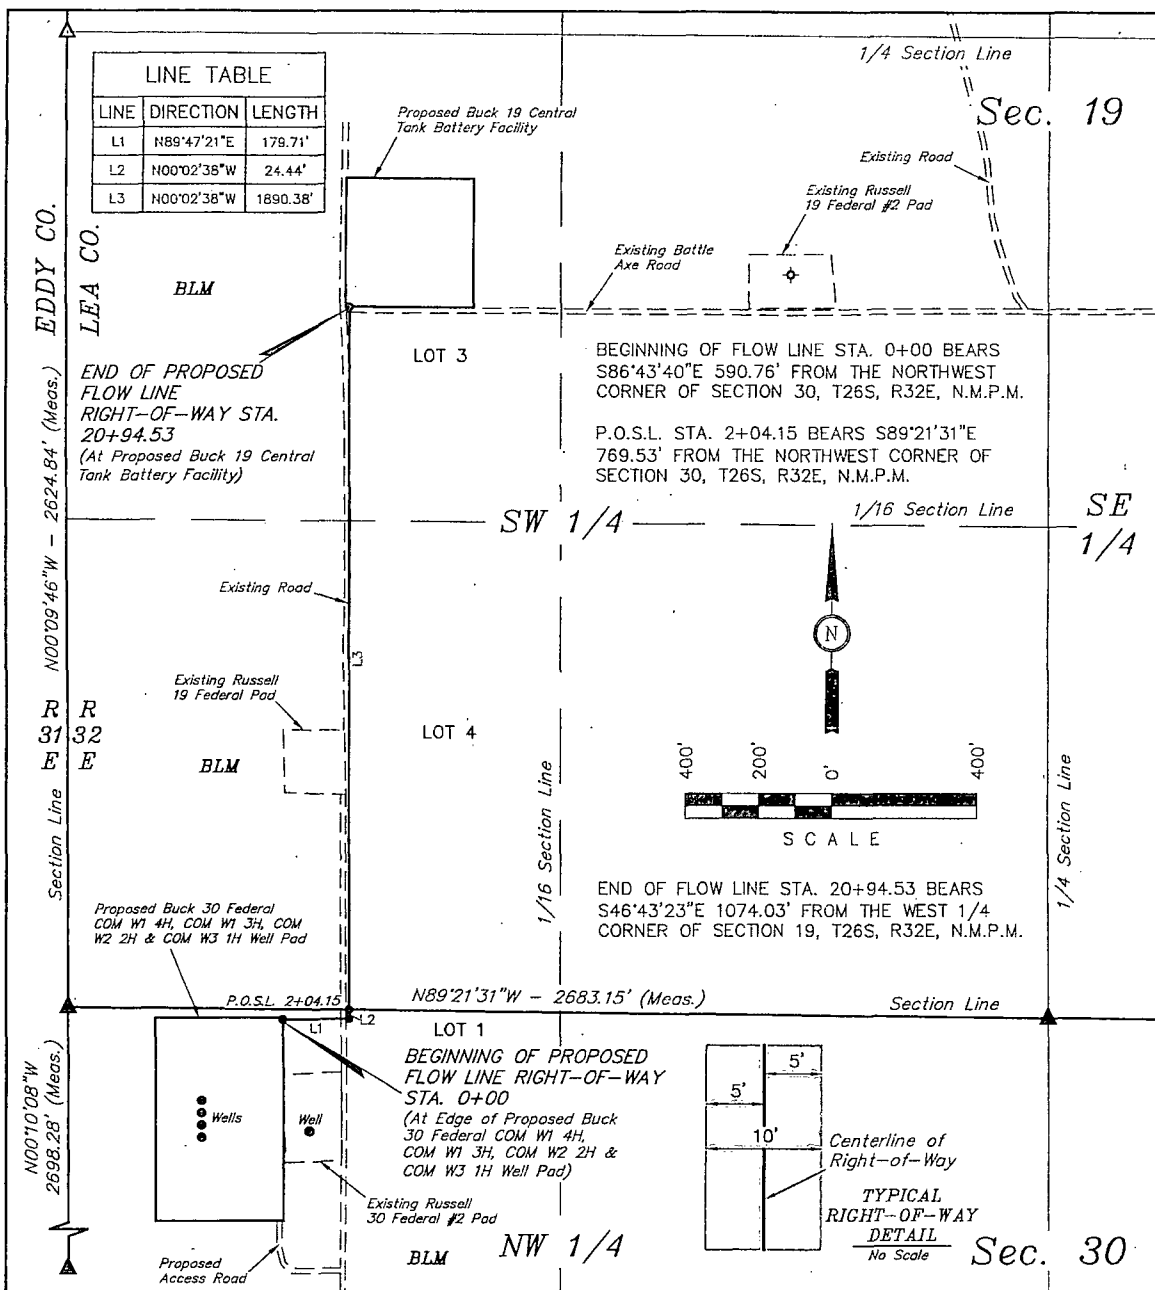 1/4 Section Line
Sec. 19
LINE TABLE
LINE DIRECTION LENGTH
L1 N89°47'21"E 179.71'
L2 N00°02'38"W 24.44'
L3 N00°02'38"W 1890.38'
Proposed Buck 19 Central
Tank Battery Facility
Existing Road
Existing Russell
19 Federal #2 Pad
Existing Battle
Axe Road
EDDY CO.
LEA CO.
BLM
LOT 3
END OF PROPOSED
FLOW LINE
RIGHT-OF-WAY STA.
20+94.53
(At Proposed Buck 19 Central
Tank Battery Facility)
BEGINNING OF FLOW LINE STA. 0+00 BEARS
S86°43'40"E 590.76' FROM THE NORTHWEST
CORNER OF SECTION 30, T26S, R32E, N.M.P.M.
P.O.S.L. STA. 2+04.15 BEARS S89°21'31"E
769.53' FROM THE NORTHWEST CORNER OF
SECTION 30, T26S, R32E, N.M.P.M.
N00°09'46"W - 2624.84' (Meas.)
SW 1/4
1/16 Section Line
SE
1/4
Existing Road
L3
N
Existing Russell
19 Federal Pad
R R
31 32
E E
BLM
LOT 4
400'
200'
0'
400'
SCALE
Section Line
1/16 Section Line
1/4 Section Line
END OF FLOW LINE STA. 20+94.53 BEARS
S46°43'23"E 1074.03' FROM THE WEST 1/4
CORNER OF SECTION 19, T26S, R32E, N.M.P.M.
Proposed Buck 30 Federal
COM W1 4H, COM W1 3H, COM
W2 2H & COM W3 1H Well Pad
P.O.S.L. 2+04.15
N89°21'31"W - 2683.15' (Meas.)
Section Line
L1
L2
LOT 1
BEGINNING OF PROPOSED
FLOW LINE RIGHT-OF-WAY
STA. 0+00
(At Edge of Proposed Buck
30 Federal COM W1 4H,
COM W1 3H, COM W2 2H &
COM W3 1H Well Pad)
N00°10'08"W
2698.28' (Meas.)
Wells
Well
Existing Russell
30 Federal #2 Pad
Proposed
Access Road
BLM
NW 1/4
5'
5'
10'
Centerline of
Right-of-Way
TYPICAL
RIGHT-OF-WAY
DETAIL
No Scale
Sec. 30